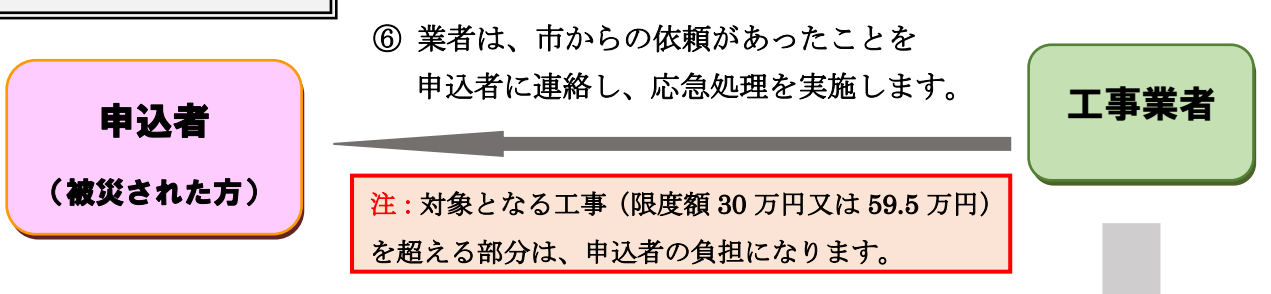 ⑥ 業者は、市からの依頼があったことを
申込者に連絡し、応急処理を実施します。
申込者
（被災された方）
工事業者
注：対象となる工事（限度額 30 万円又は 59.5 万円）
を超える部分は、申込者の負担になります。